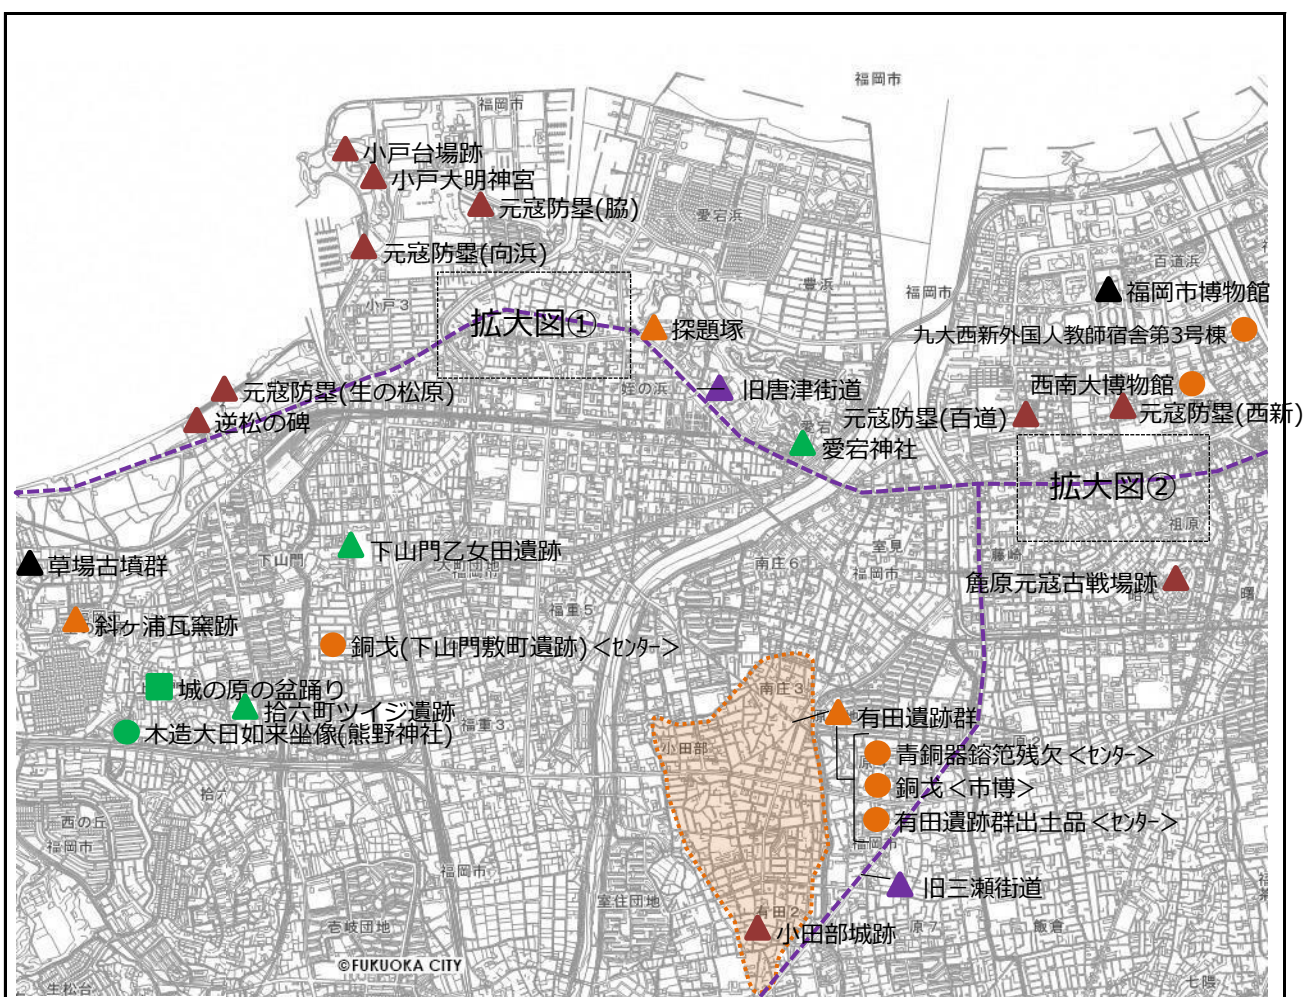 福岡市
福岡市
小戸台場跡
小戸大明神宮
元寇防塁(脇)
愛宕浜
元寇防塁(向浜)
百道浜
豊浜
福岡市
福岡市博物館
小戸3
拡大図①
探題塚
九大西新外国人教師宿舎第3号棟
姪の浜
旧唐津街道
西南大博物館
元寇防塁(生の松原)
逆松の碑
元寇防塁(百道)
元寇防塁(西新)
愛宕
愛宕神社
拡大図②
祖原
下山門乙女田遺跡
下山門
室見
福岡市
藤崎
南庄6
草場古墳群
鹿原元寇古戦場跡
曙
福重5
斜ヶ浦瓦窯跡
銅戈(下山門敷町遺跡)<センター>
城の原の盆踊り
南庄3
拾六町ツイジ遺跡
有田遺跡群
木造大日如来坐像(熊野神社)
福重3
小田部
青銅器鎔笵残欠<センター>
銅戈<市博>
有田遺跡群出土品<センター>
西の丘
福岡市
福岡市
福岡市
旧三瀬街道
室住団地
有田2
小田部城跡
壱岐団地
原7
飯倉
©FUKUOKA CITY
七隈
生松台